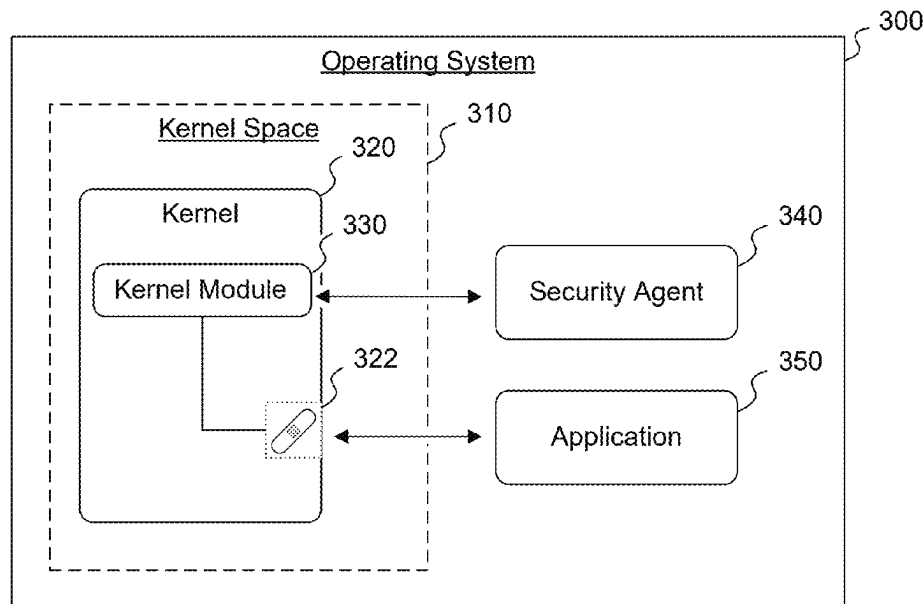 300
Operating System
310
Kernel Space
320
Kernel
330
340
Kernel Module
Security Agent
322
350
Application